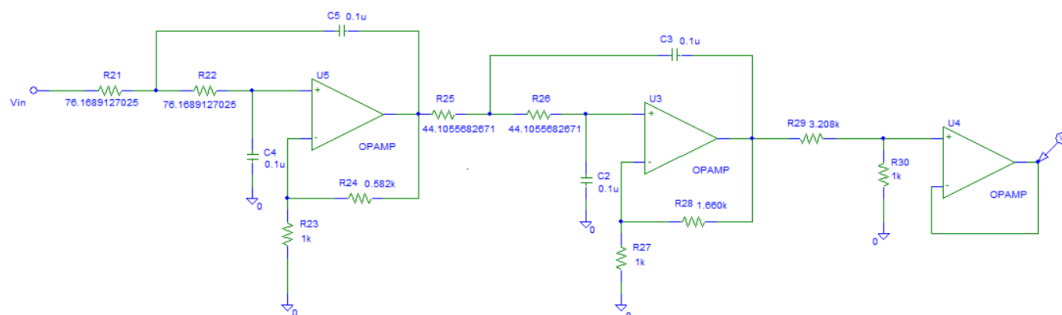 C5 0.1u
C3 0.1u
R21
R22
U5
R25
R26
U3
Vin
76.1689127025
76.1689127025
44.1055682671
44.1055682671
R29 3.208k
U4
C4
0.1u
OPAMP
C2
0.1u
OPAMP
R30
1k
OPAMP
R24 0.582k
R28 1.660k
0
0
0
R23
1k
R27
1k
0
0